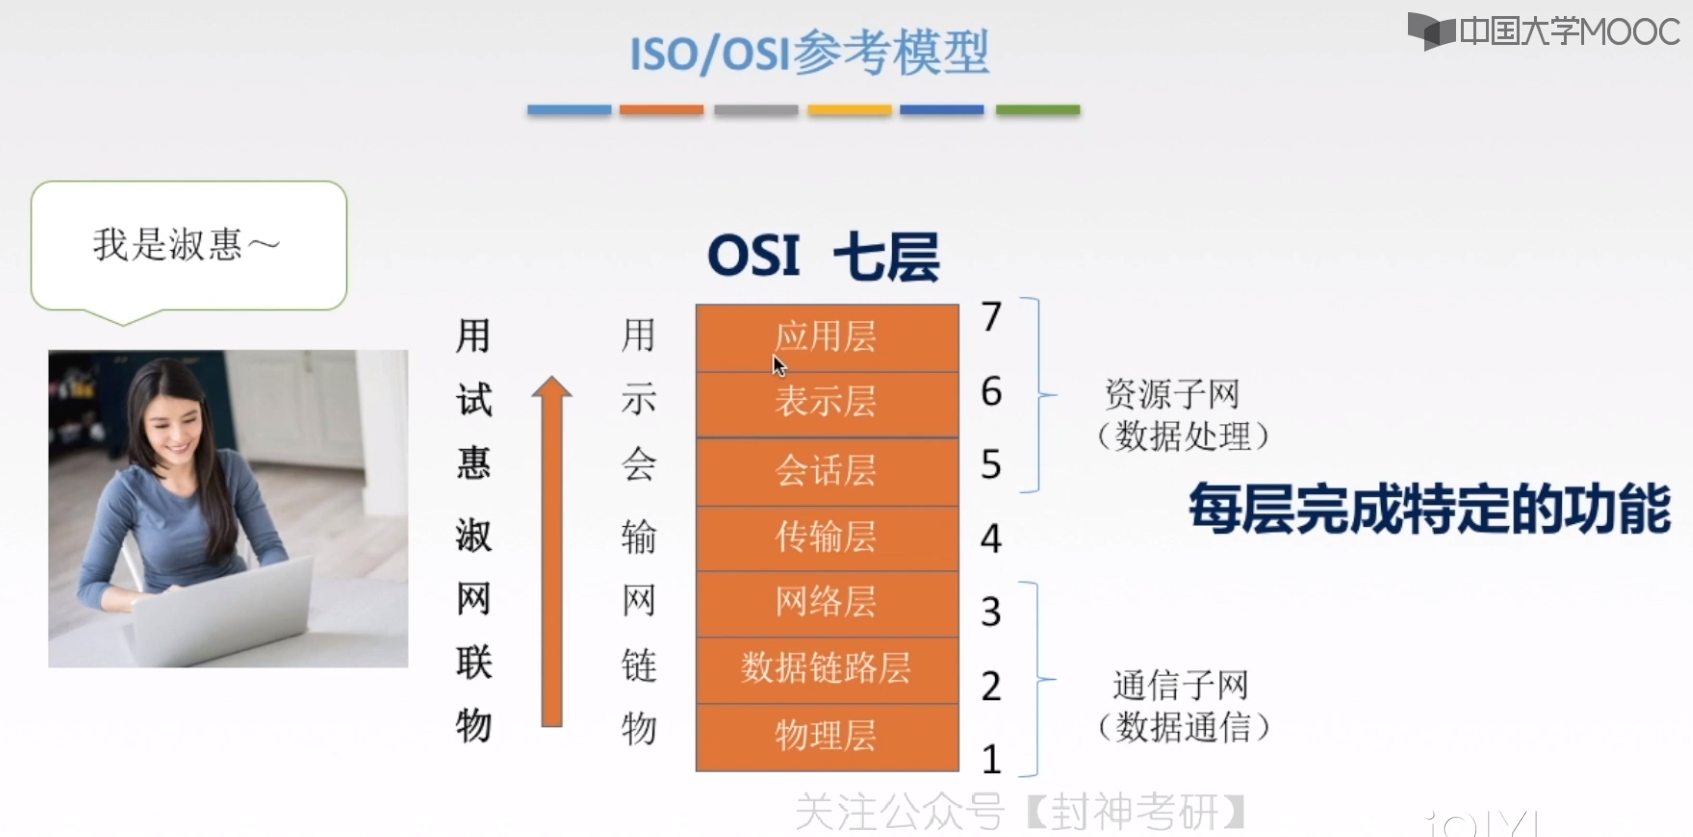 中国大学MOOC
ISO/OSI参考模型
我是淑惠～
OSI 七层
用 用 应用层 7
试 示 表示层 6
惠 会 会话层 5
淑 输 传输层 4
网 网 网络层 3
联 链 数据链路层 2
物 物 物理层 1
资源子网
（数据处理）
每层完成特定的功能
通信子网
（数据通信）
关注公众号【封神考研】